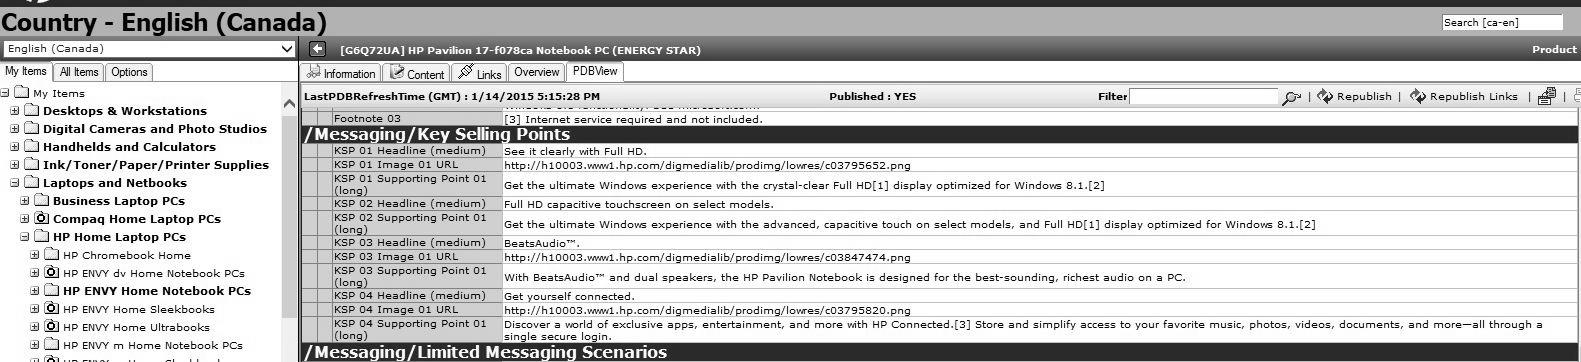 Country - English (Canada)
Search [ca-en]
English (Canada)
[G6Q72UA] HP Pavilion 17-f078ca Notebook PC (ENERGY STAR)
Product
My Items All Items Options
Information Content Links Overview PDBView
My Items
Desktops & Workstations
Digital Cameras and Photo Studios
Handhelds and Calculators
Ink/Toner/Paper/Printer Supplies
Laptops and Netbooks
Business Laptop PCs
Compaq Home Laptop PCs
HP Home Laptop PCs
HP Chromebook Home
HP ENVY dv Home Notebook PCs
HP ENVY Home Notebook PCs
HP ENVY Home Sleekbooks
HP ENVY Home Ultrabooks
HP ENVY m Home Notebook PCs
LastPDBRefreshTime (GMT) : 1/14/2015 5:15:28 PM Published : YES Filter Republish | Republish Links |
Footnote 03 [3] Internet service required and not included.
/Messaging/Key Selling Points
KSP 01 Headline (medium) See it clearly with Full HD.
KSP 01 Image 01 URL http://h10003.www1.hp.com/digmedialib/prodimg/lowres/c03795652.png
KSP 01 Supporting Point 01 (long) Get the ultimate Windows experience with the crystal-clear Full HD[1] display optimized for Windows 8.1.[2]
KSP 02 Headline (medium) Full HD capacitive touchscreen on select models.
KSP 02 Supporting Point 01 (long) Get the ultimate Windows experience with the advanced, capacitive touch on select models, and Full HD[1] display optimized for Windows 8.1.[2]
KSP 03 Headline (medium) BeatsAudio™.
KSP 03 Image 01 URL http://h10003.www1.hp.com/digmedialib/prodimg/lowres/c03847474.png
KSP 03 Supporting Point 01 (long) With BeatsAudio™ and dual speakers, the HP Pavilion Notebook is designed for the best-sounding, richest audio on a PC.
KSP 04 Headline (medium) Get yourself connected.
KSP 04 Image 01 URL http://h10003.www1.hp.com/digmedialib/prodimg/lowres/c03795820.png
KSP 04 Supporting Point 01 (long) Discover a world of exclusive apps, entertainment, and more with HP Connected.[3] Store and simplify access to your favorite music, photos, videos, documents, and more—all through a
single secure login.
/Messaging/Limited Messaging Scenarios